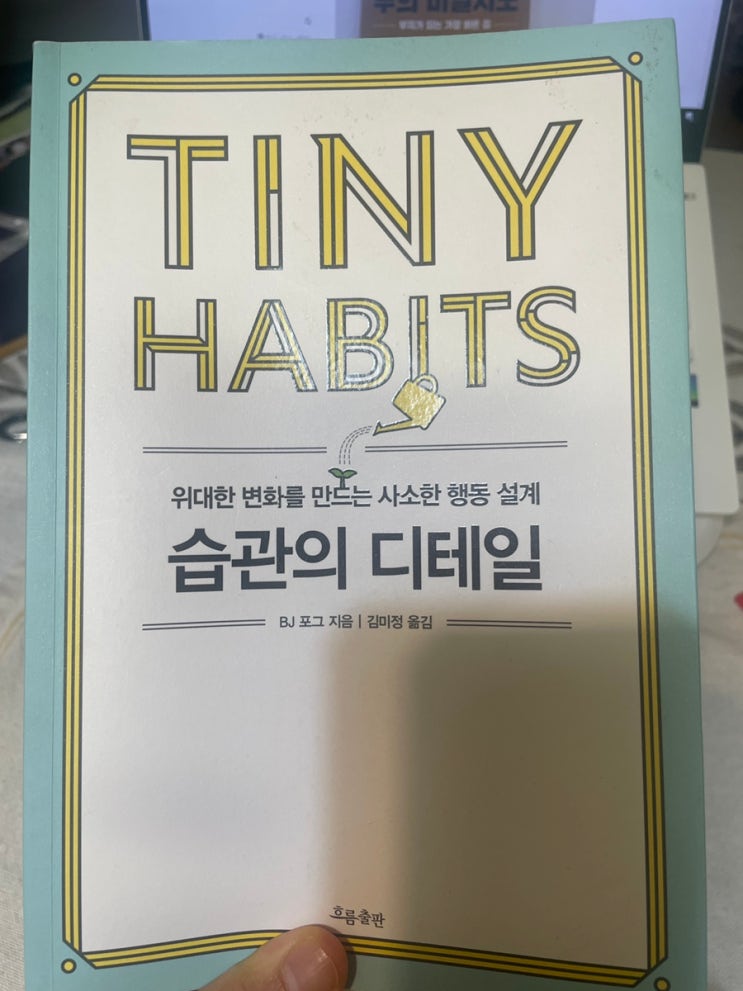 TINY
HABITS
위대한 변화를 만드는 사소한 행동 설계
습관의 디테일
BJ 포그 지음 | 김미정 옮김
흐름출판